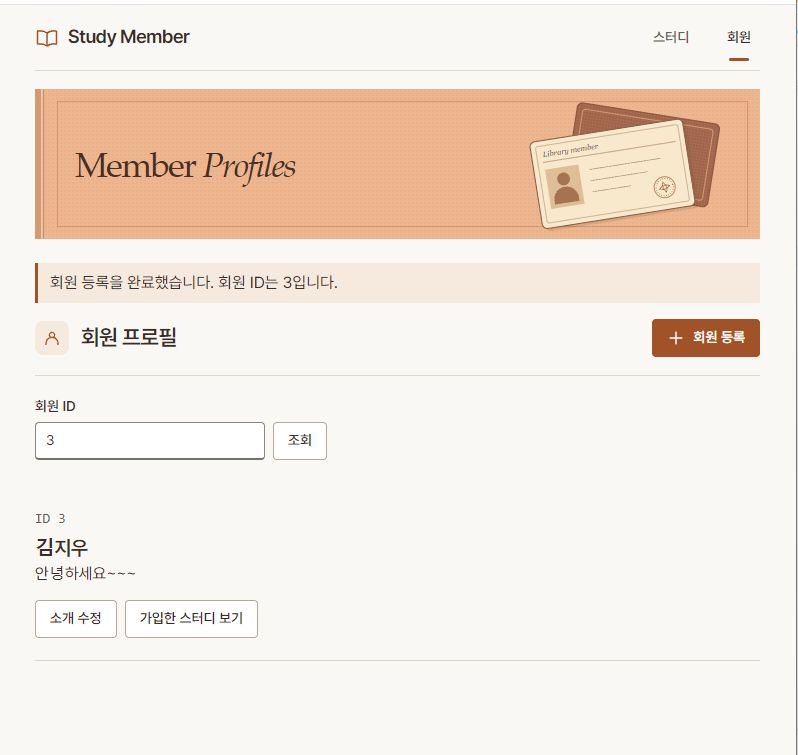 Study Member
스터디
회원
Member Profiles
Library member
회원 등록을 완료했습니다. 회원 ID는 3입니다.
회원 프로필
회원 등록
회원 ID
3
조회
ID 3
김지우
안녕하세요~~~
소개 수정
가입한 스터디 보기